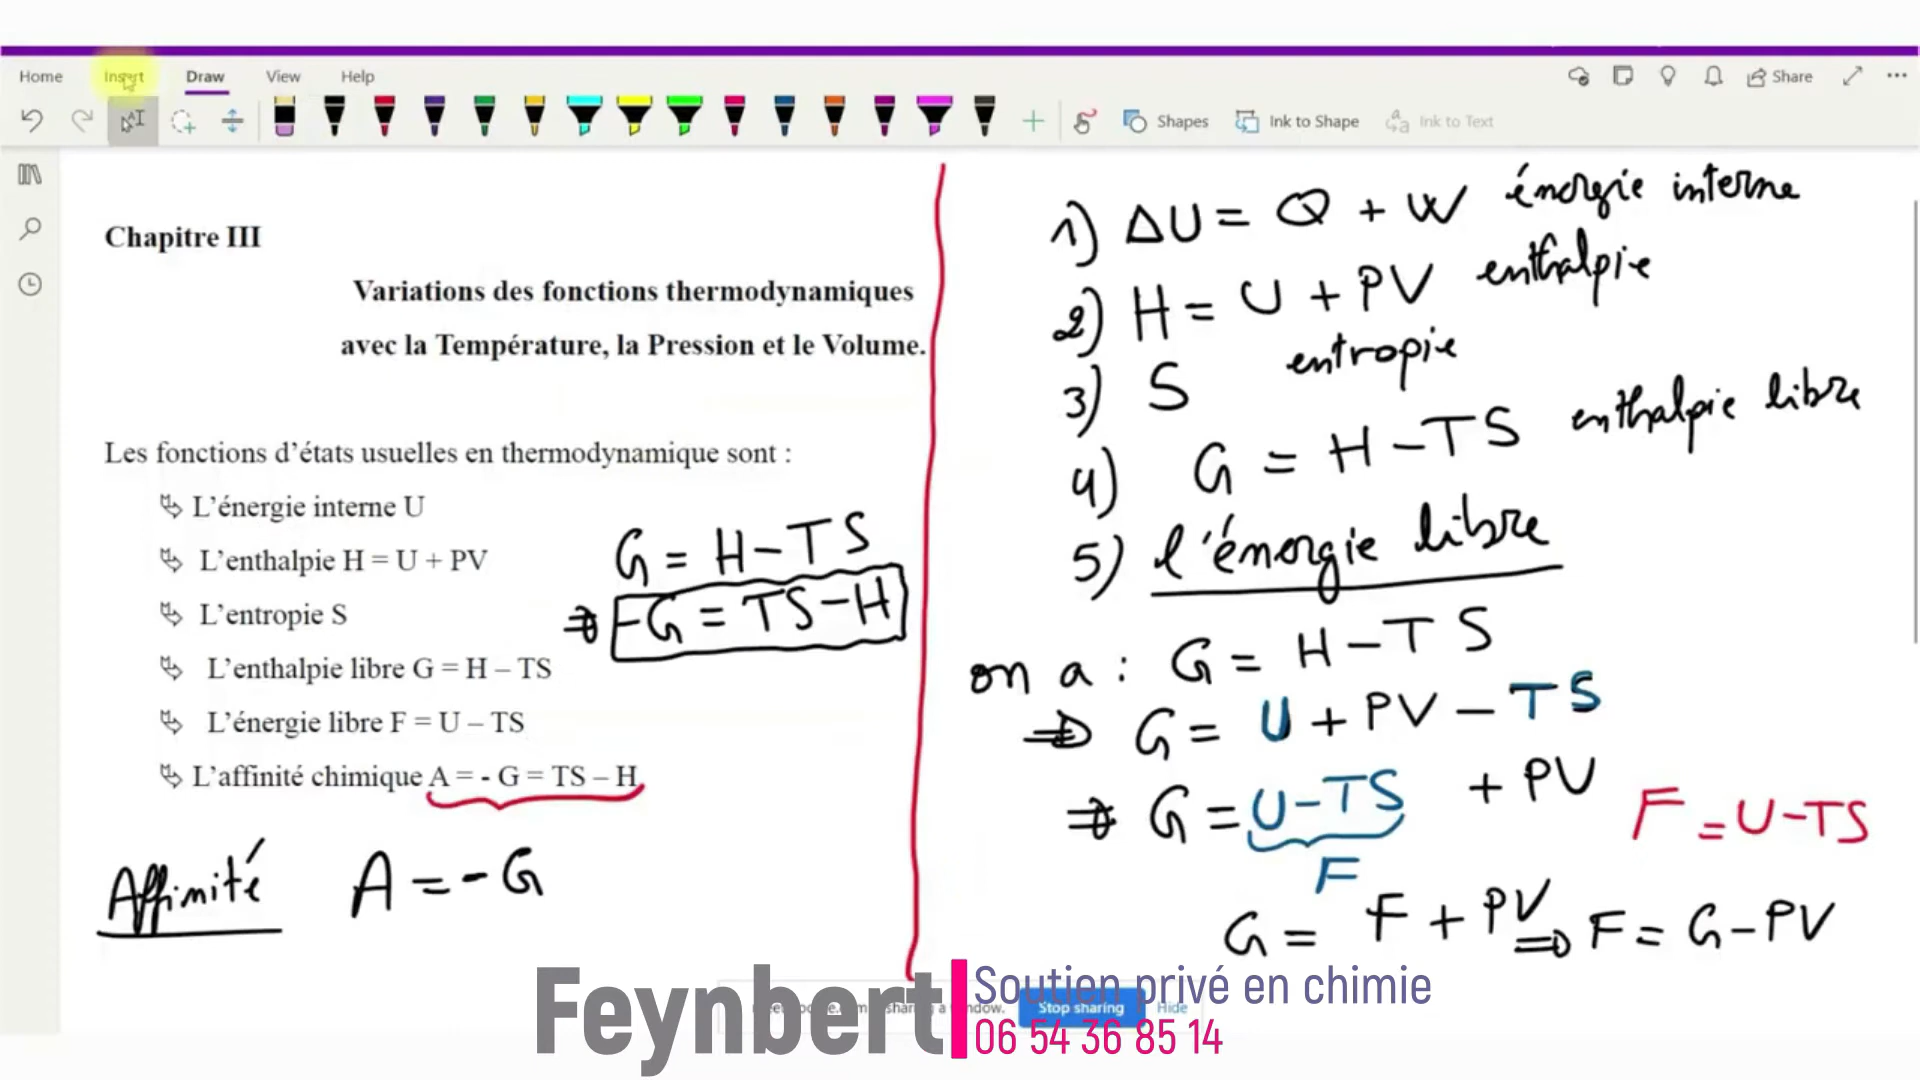 Home Insert Draw View Help Share
Shapes Ink to Shape Ink to Text
Chapitre III
Variations des fonctions thermodynamiques
avec la Température, la Pression et le Volume.
Les fonctions d'états usuelles en thermodynamique sont :
L'énergie interne U
L'enthalpie H = U + PV
L'entropie S
L'enthalpie libre G = H – TS
L'énergie libre F = U – TS
L'affinité chimique A = - G = TS – H
G = H - TS
⇒ -G = TS - H
Affinité A = - G
1) ΔU = Q + W énergie interne
2) H = U + PV enthalpie
3) S entropie
4) G = H - TS enthalpie libre
5) l'énergie libre
on a : G = H - TS
⇒ G = U + PV - TS
⇒ G = U - TS + PV
F
F = U - TS
G = F + PV ⇒ F = G - PV
Feynbert
Soutien privé en chimie
06 54 36 85 14
Stop sharing Hide